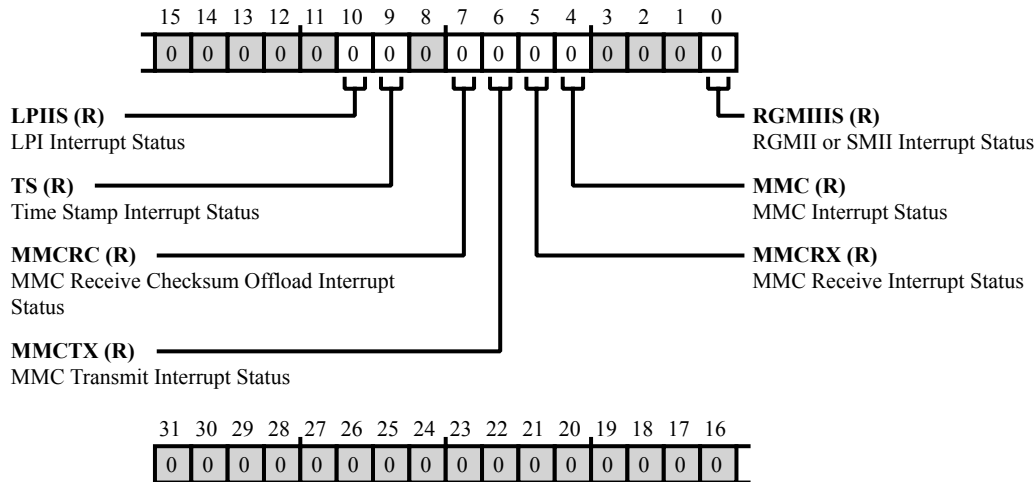 15 14 13 12 11 10 9 8 7 6 5 4 3 2 1 0
0 0 0 0 0 0 0 0 0 0 0 0 0 0 0 0
LPIIS (R)
LPI Interrupt Status
TS (R)
Time Stamp Interrupt Status
MMCRC (R)
MMC Receive Checksum Offload Interrupt
Status
MMCTX (R)
MMC Transmit Interrupt Status
RGMIIIS (R)
RGMII or SMII Interrupt Status
MMC (R)
MMC Interrupt Status
MMCRX (R)
MMC Receive Interrupt Status
31 30 29 28 27 26 25 24 23 22 21 20 19 18 17 16
0 0 0 0 0 0 0 0 0 0 0 0 0 0 0 0